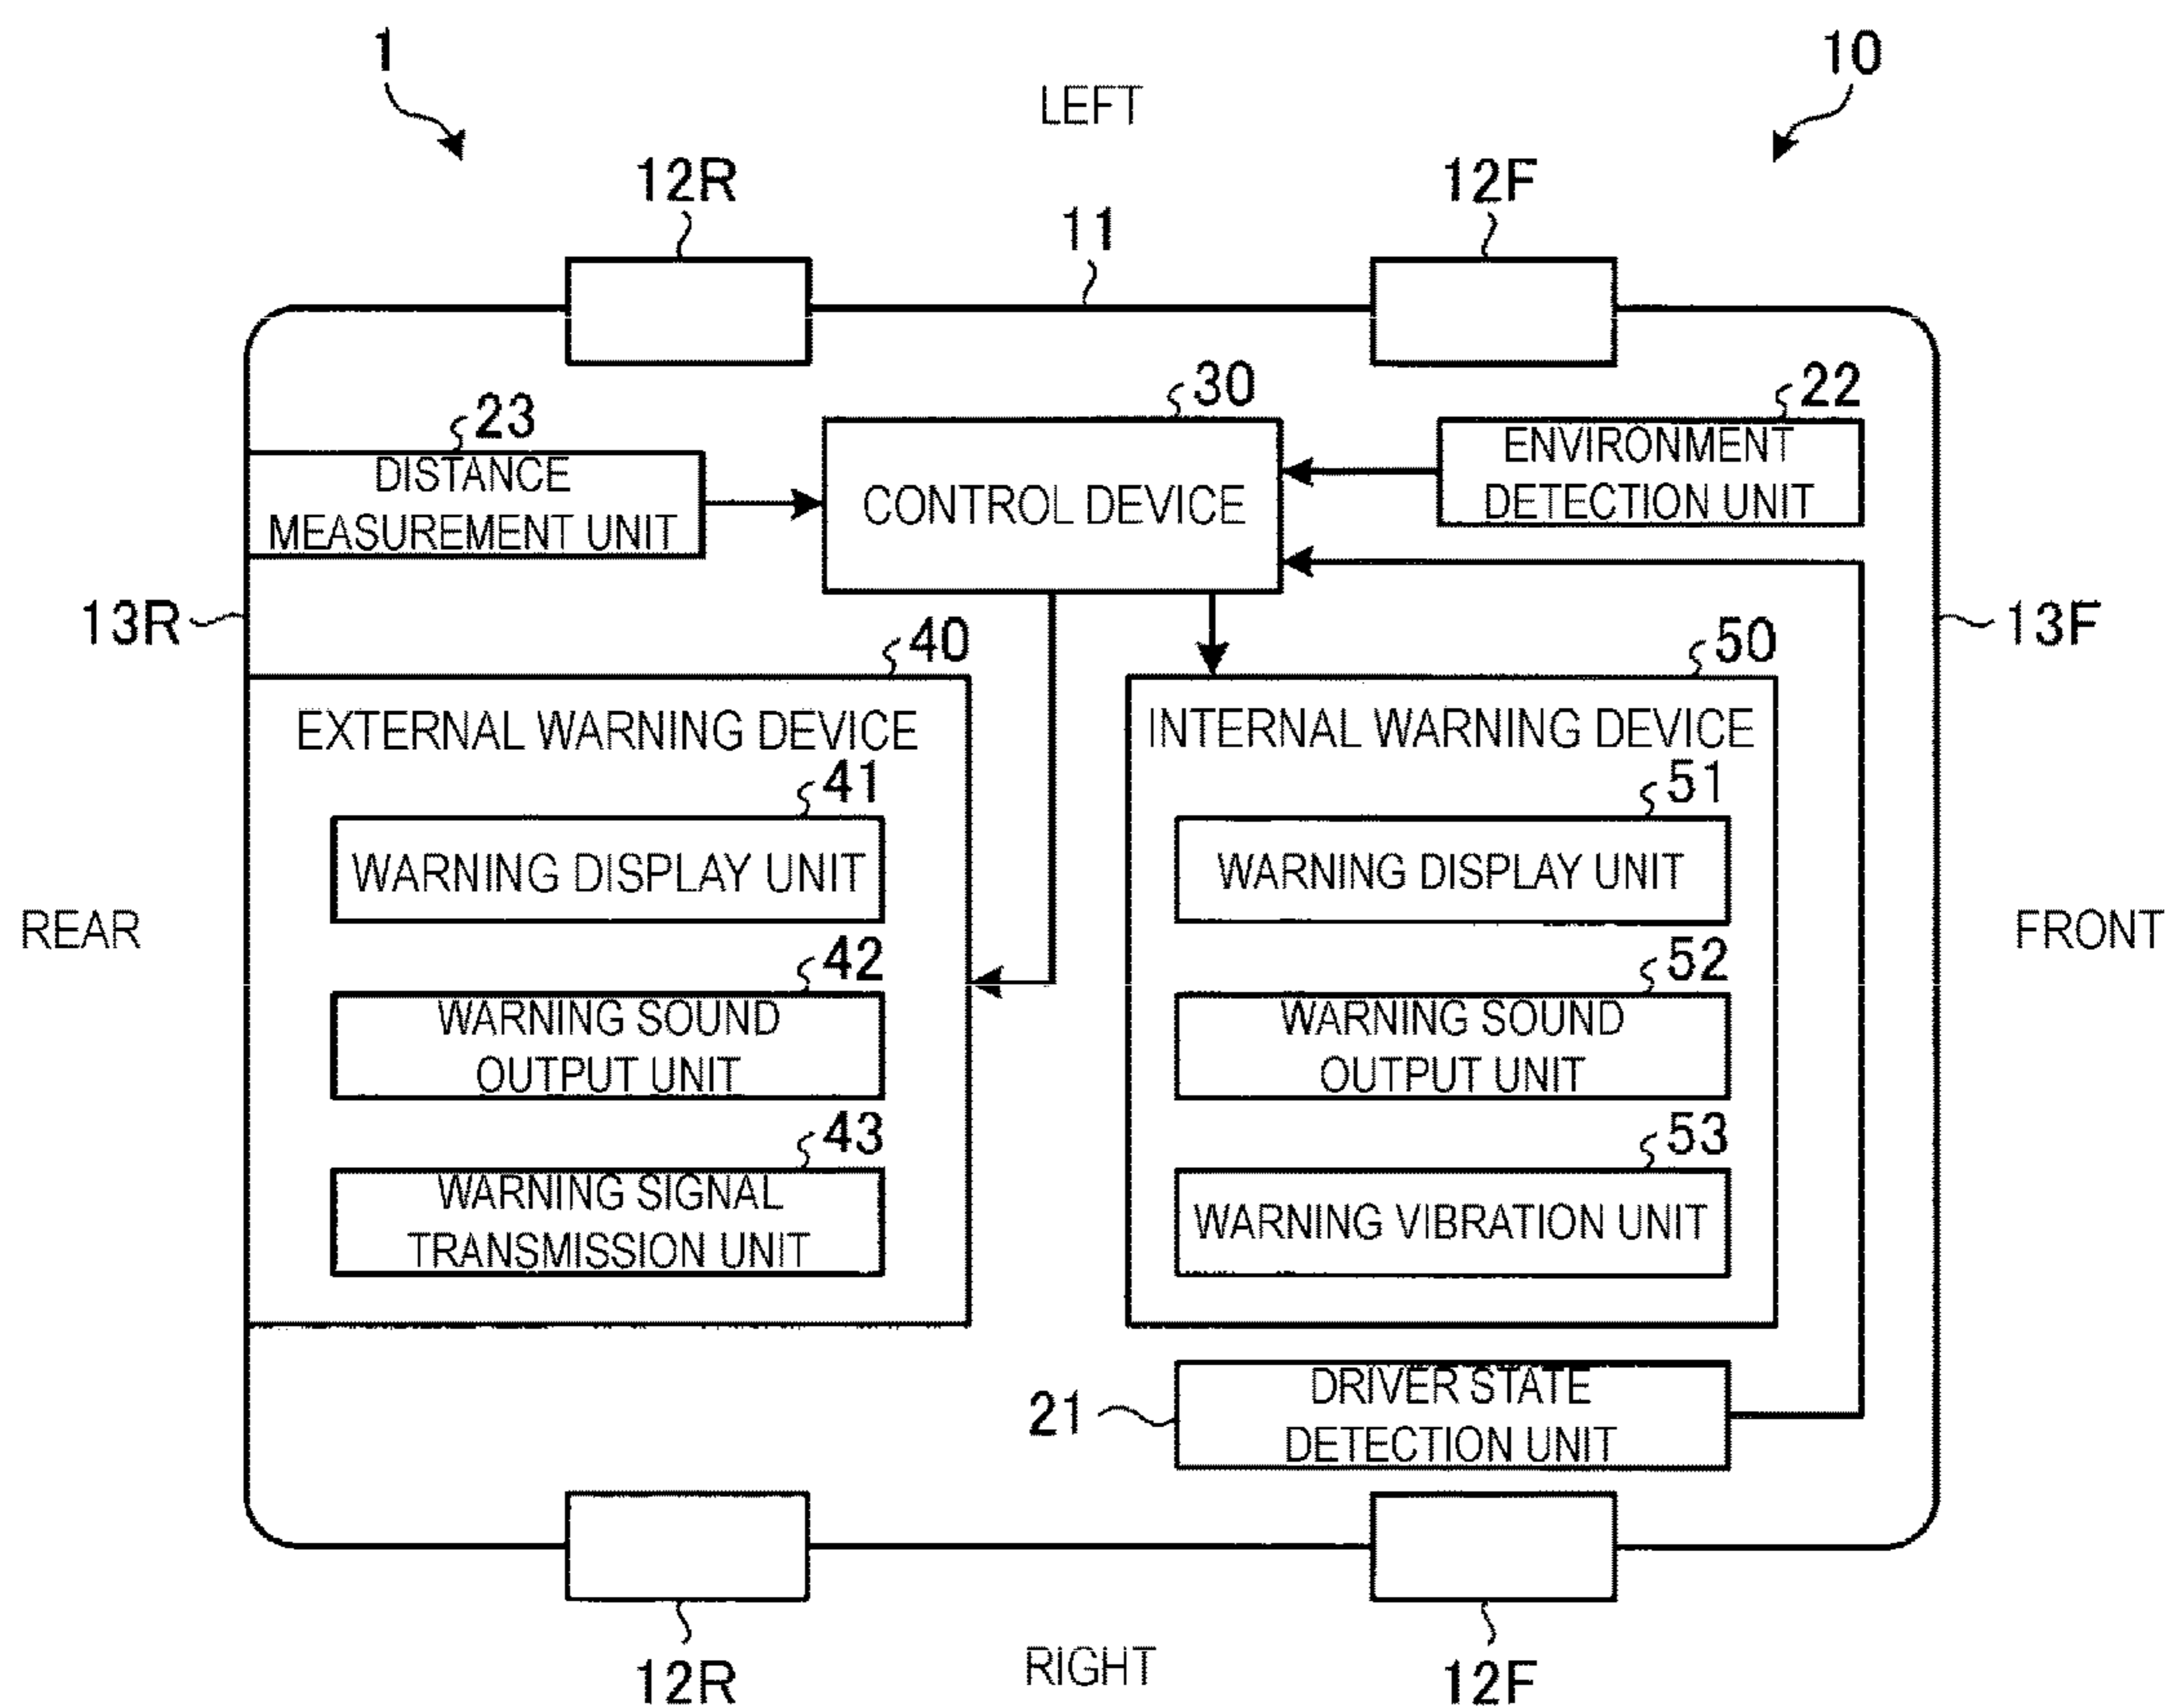 1
10
LEFT
12R
12F
11
30
22
23
ENVIRONMENT
DETECTION UNIT
DISTANCE
MEASUREMENT UNIT
CONTROL DEVICE
13R
13F
40
50
EXTERNAL WARNING DEVICE
INTERNAL WARNING DEVICE
41
51
WARNING DISPLAY UNIT
WARNING DISPLAY UNIT
REAR
FRONT
42
52
WARNING SOUND
OUTPUT UNIT
WARNING SOUND
OUTPUT UNIT
43
53
WARNING SIGNAL
TRANSMISSION UNIT
WARNING VIBRATION UNIT
21
DRIVER STATE
DETECTION UNIT
12R
RIGHT
12F